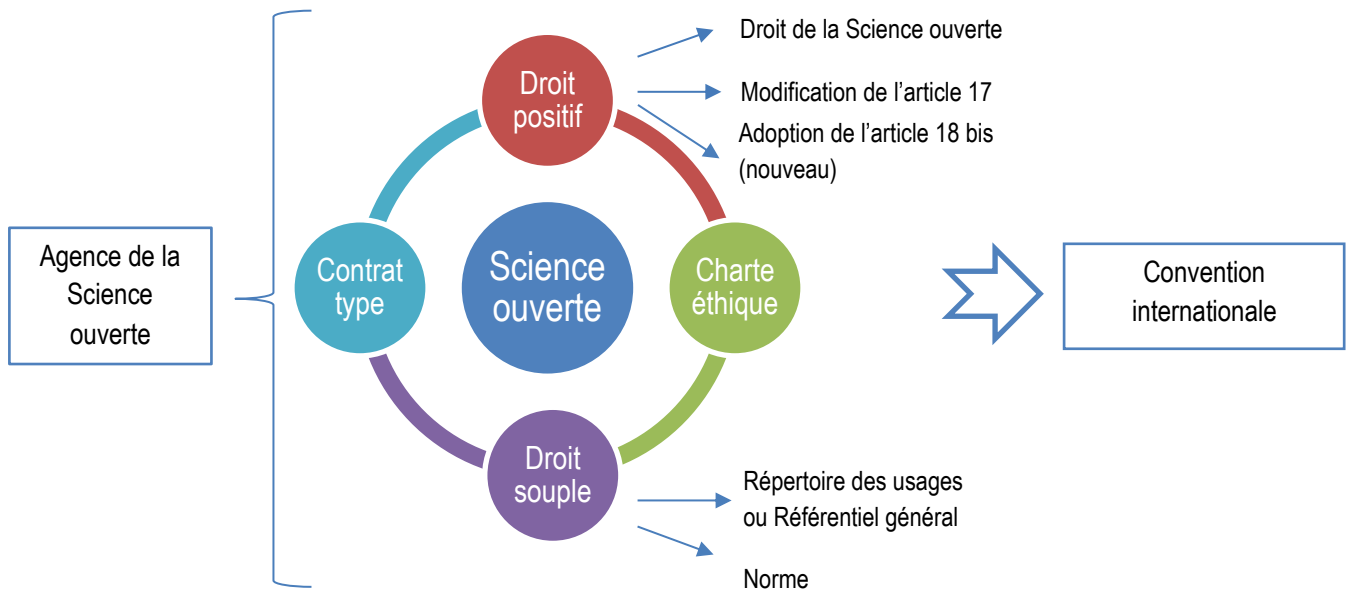 Agence de la
Science
ouverte
Droit
positif
Droit de la Science ouverte
Modification de l’article 17
Adoption de l’article 18 bis
(nouveau)
Contrat
type
Science
ouverte
Charte
éthique
Droit
souple
Répertoire des usages
ou Référentiel général
Norme
Convention
internationale